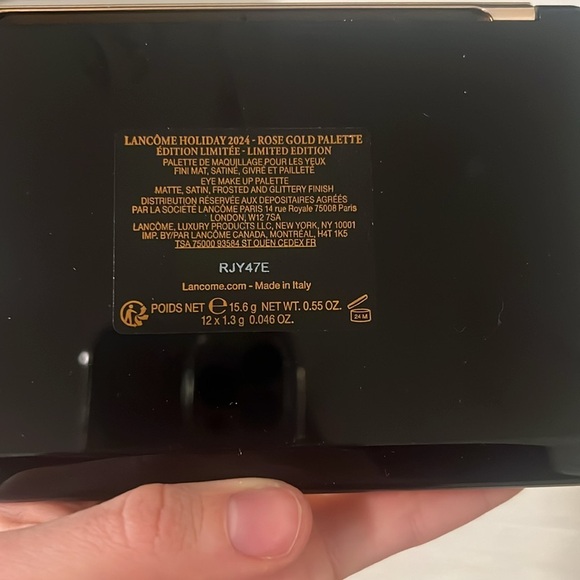 LANCÔME HOLIDAY 2024 - ROSE GOLD PALETTE
ÉDITION LIMITÉE - LIMITED EDITION
PALETTE DE MAQUILLAGE POUR LES YEUX
FINI MAT, SATINÉ, GIVRÉ ET PAILLETÉ
EYE MAKE UP PALETTE
MATTE, SATIN, FROSTED AND GLITTERY FINISH
DISTRIBUTION RÉSERVÉE AUX DEPOSITAIRES AGRÉÉS
PAR LA SOCIÉTÉ LANCÔME PARIS 14 rue Royale 75008 Paris
LONDON, W12 7SA
LANCÔME, LUXURY PRODUCTS LLC, NEW YORK, NY 10001
IMP. BY/PAR LANCÔME CANADA, MONTRÉAL, H4T 1K5
TSA 75000 93584 ST OUEN CEDEX FR
RJY47E
Lancome.com - Made in Italy
POIDS NET ℮ 15.6 g NET WT. 0.55 OZ.
12 x 1.3 g 0.046 OZ.
24 M